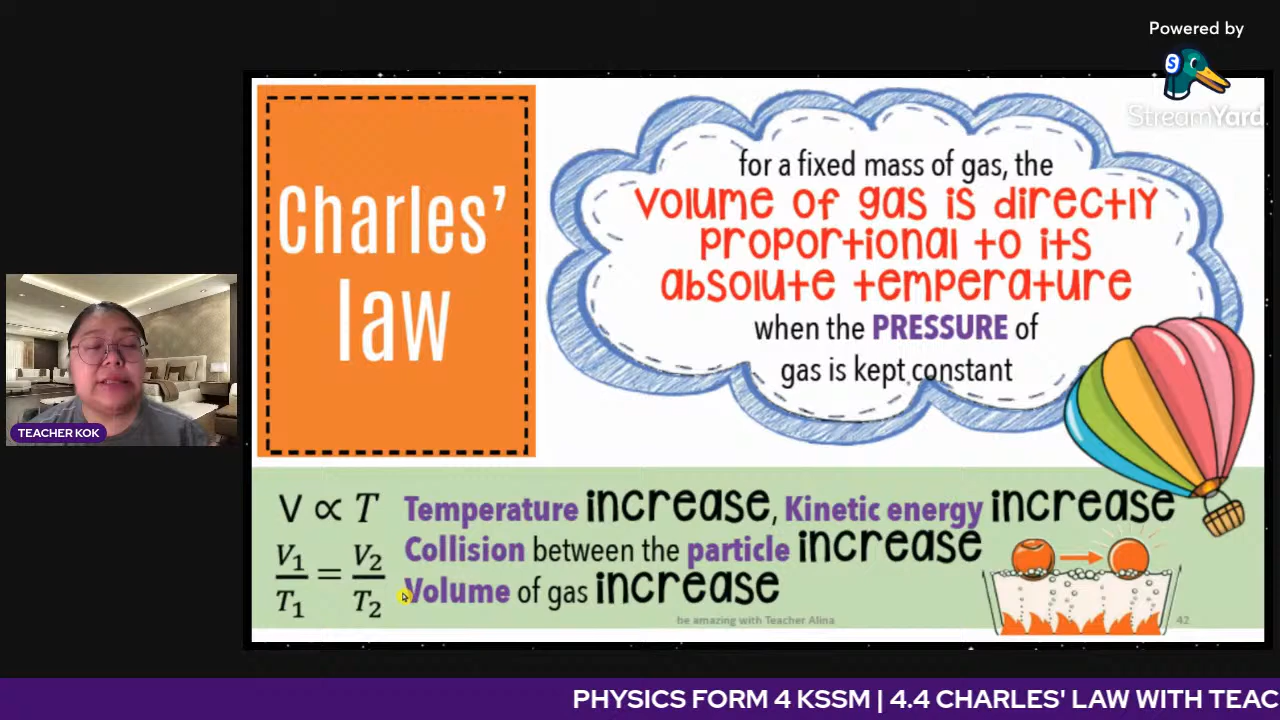 Powered by
S
StreamYard
Charles'
law
for a fixed mass of gas, the
volume of gas is directly
proportional to its
absolute temperature
when the PRESSURE of
gas is kept constant
V ∝ T
V₁/T₁ = V₂/T₂
Temperature increase, Kinetic energy increase
Collision between the particle increase
Volume of gas increase
be amazing with Teacher Alina
42
TEACHER KOK
PHYSICS FORM 4 KSSM | 4.4 CHARLES' LAW WITH TEAC